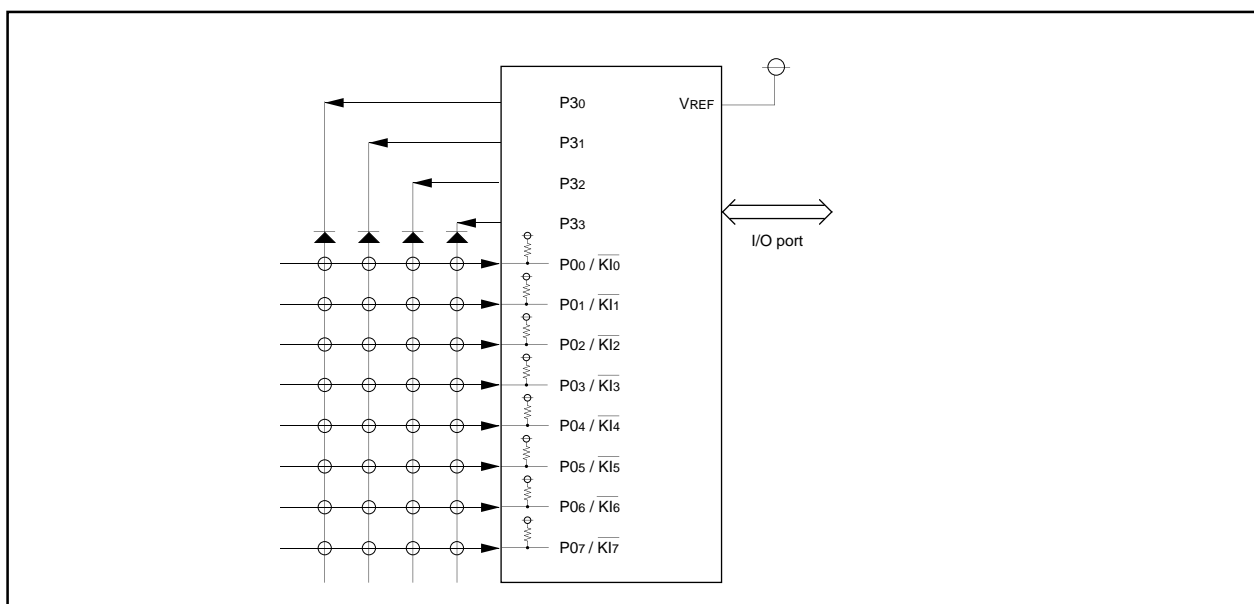 P30
VREF
P31
P32
P33
I/O port
P00 / KI0
P01 / KI1
P02 / KI2
P03 / KI3
P04 / KI4
P05 / KI5
P06 / KI6
P07 / KI7